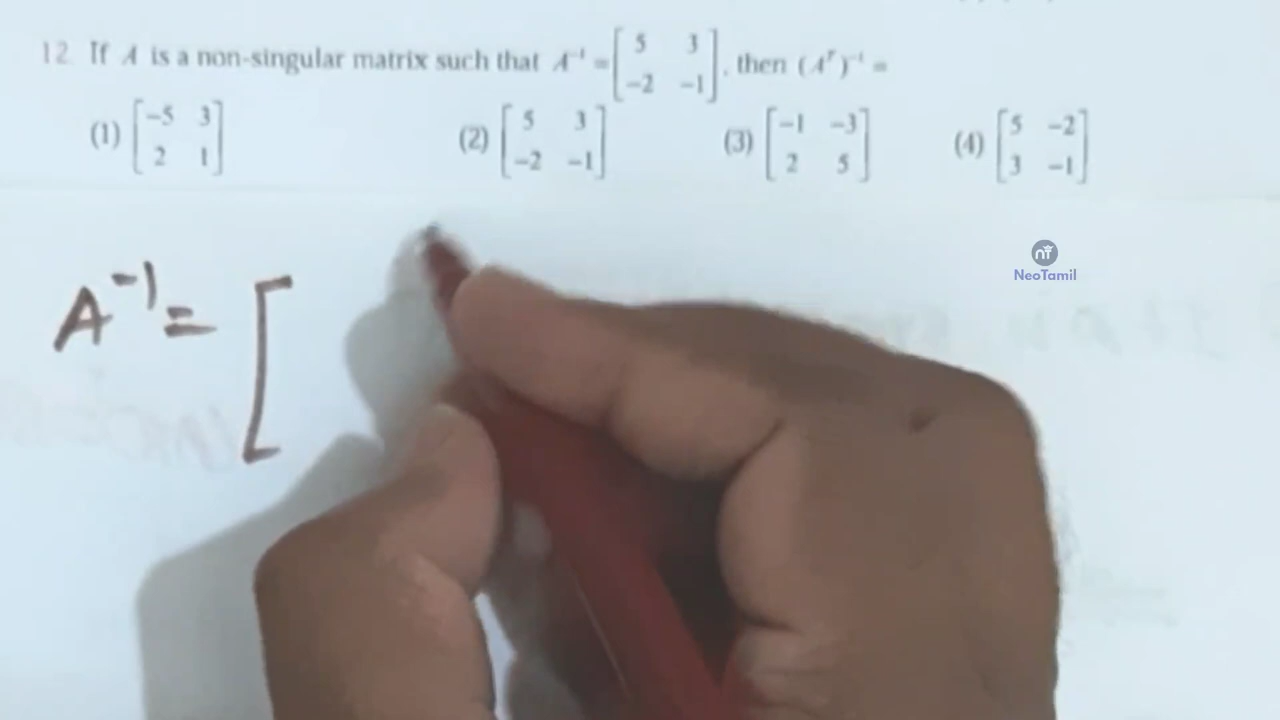 12. If A is a non-singular matrix such that A⁻¹ = [5 3; -2 -1], then (Aᵀ)⁻¹ =
(1) [-5 3; 2 1] (2) [5 3; -2 -1] (3) [-1 -3; 2 5] (4) [5 -2; 3 -1]
NeoTamil
A⁻¹ = [